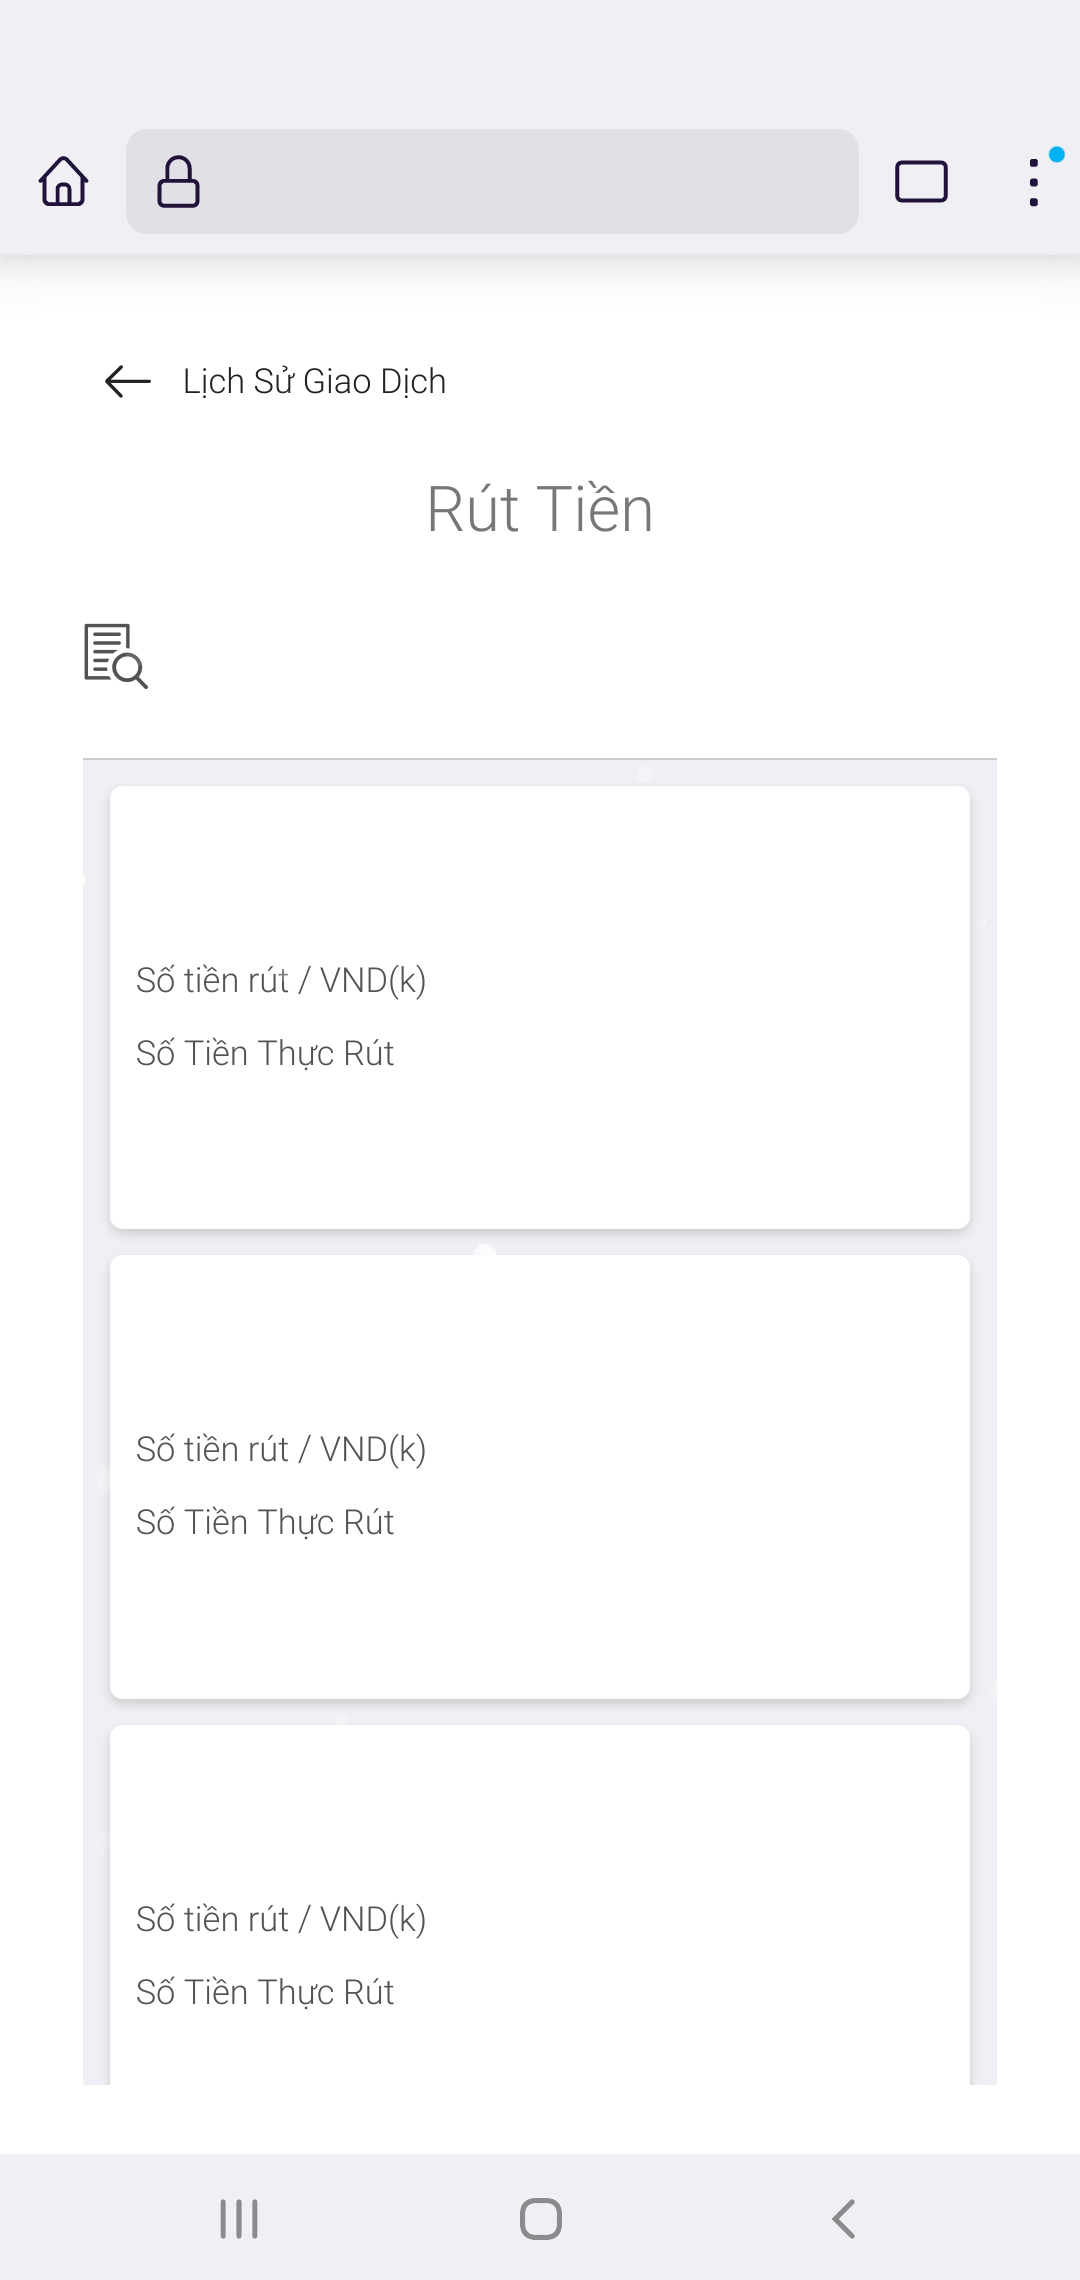 Lịch Sử Giao Dịch
Rút Tiền
Số tiền rút / VND(k)
Số Tiền Thực Rút
Số tiền rút / VND(k)
Số Tiền Thực Rút
Số tiền rút / VND(k)
Số Tiền Thực Rút